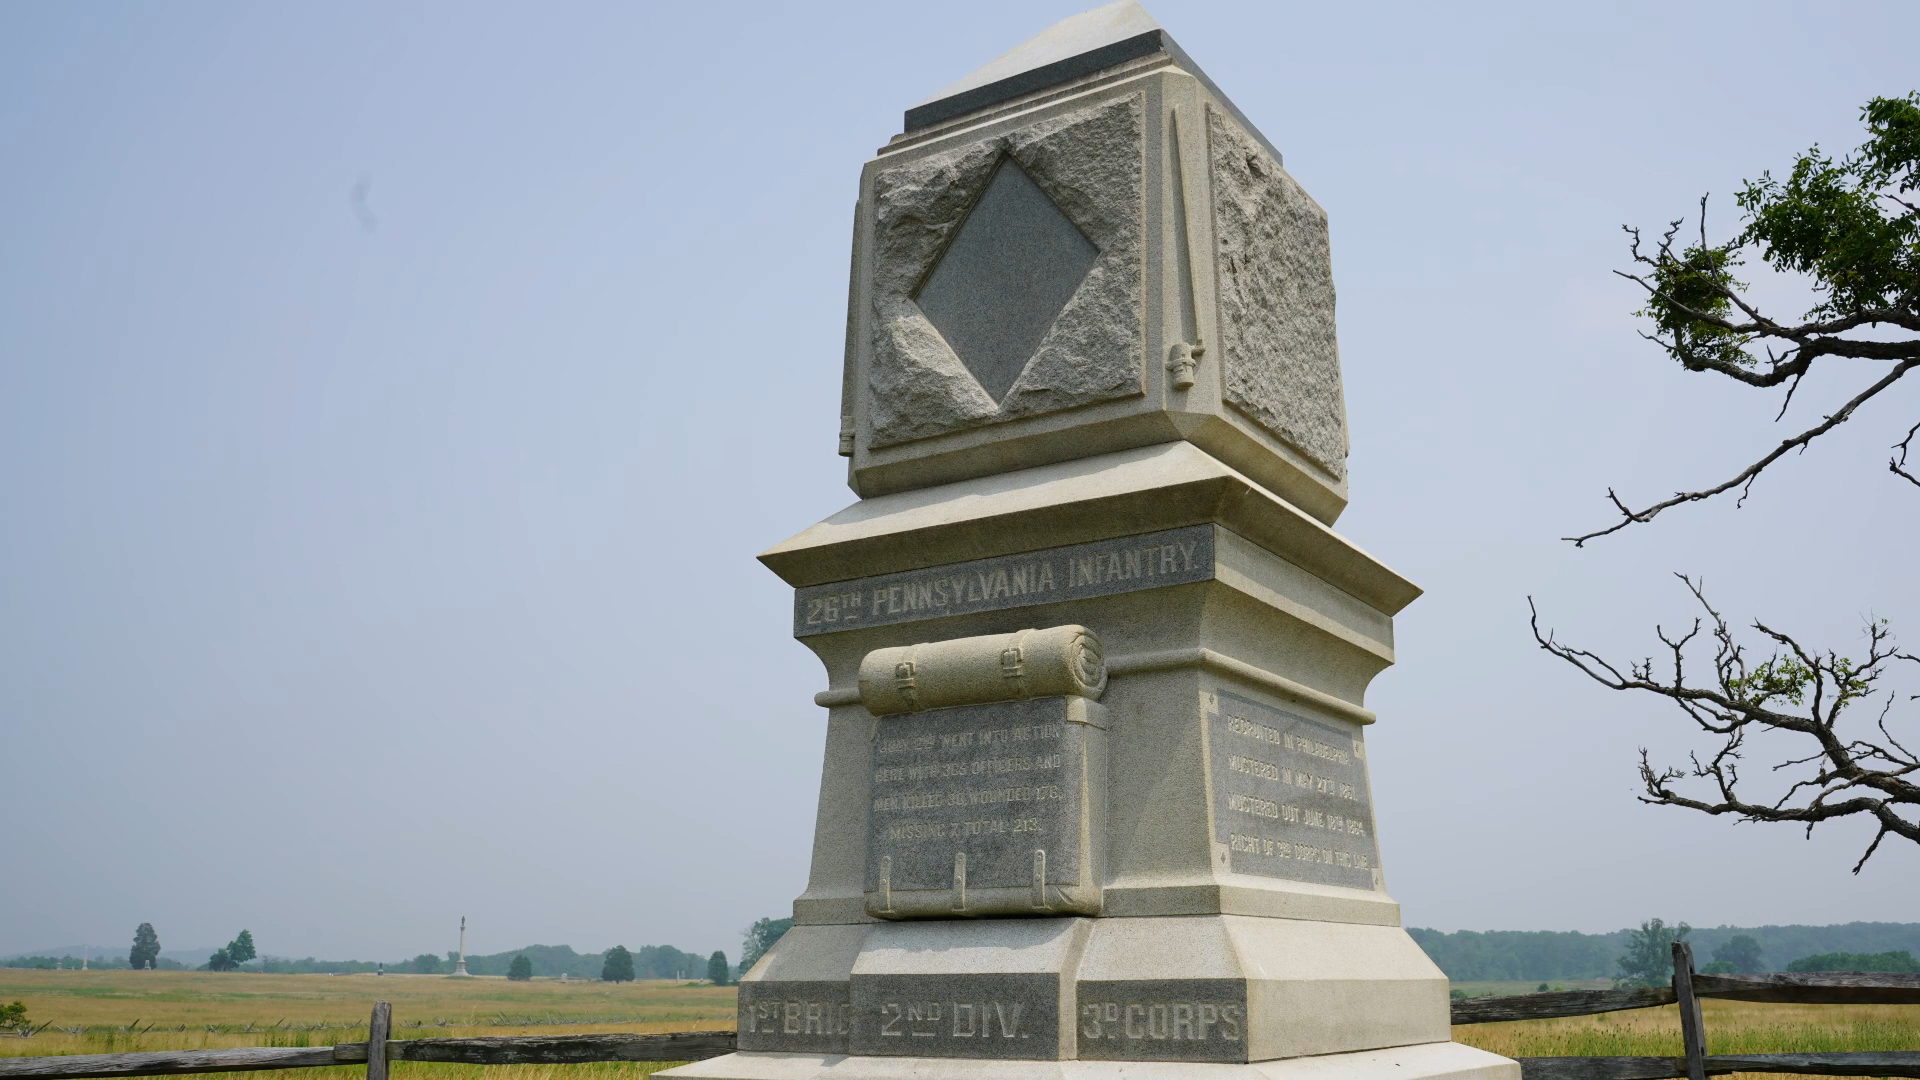 26TH PENNSYLVANIA INFANTRY.
JULY 2D WENT INTO ACTION
HERE WITH 365 OFFICERS AND
MEN. KILLED 30, WOUNDED 176,
MISSING 7. TOTAL 213.
RECRUITED IN PHILADELPHIA
MUSTERED IN MAY 27TH 1861.
MUSTERED OUT JUNE 18TH 1864.
RIGHT OF 3RD CORPS ON THIS LINE.
1ST BRIG
2ND DIV.
3D CORPS